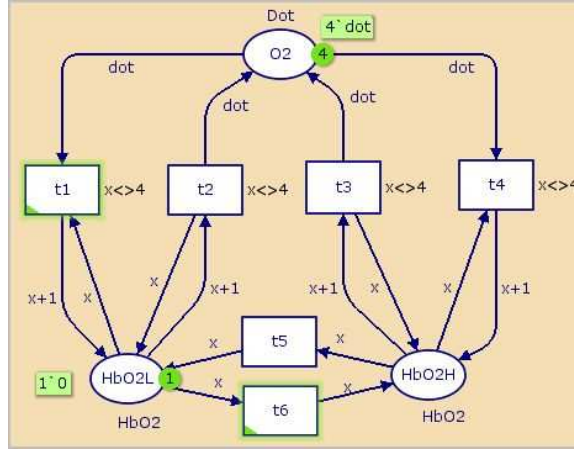 Dot
4`dot
O2
4
dot
dot
dot
dot
t1
x<>4
t2
x<>4
t3
x<>4
t4
x<>4
x+1
x
x
x+1
x+1
x
x
x+1
x
t5
x
1`0
HbO2L
1
HbO2H
x
t6
x
HbO2
HbO2